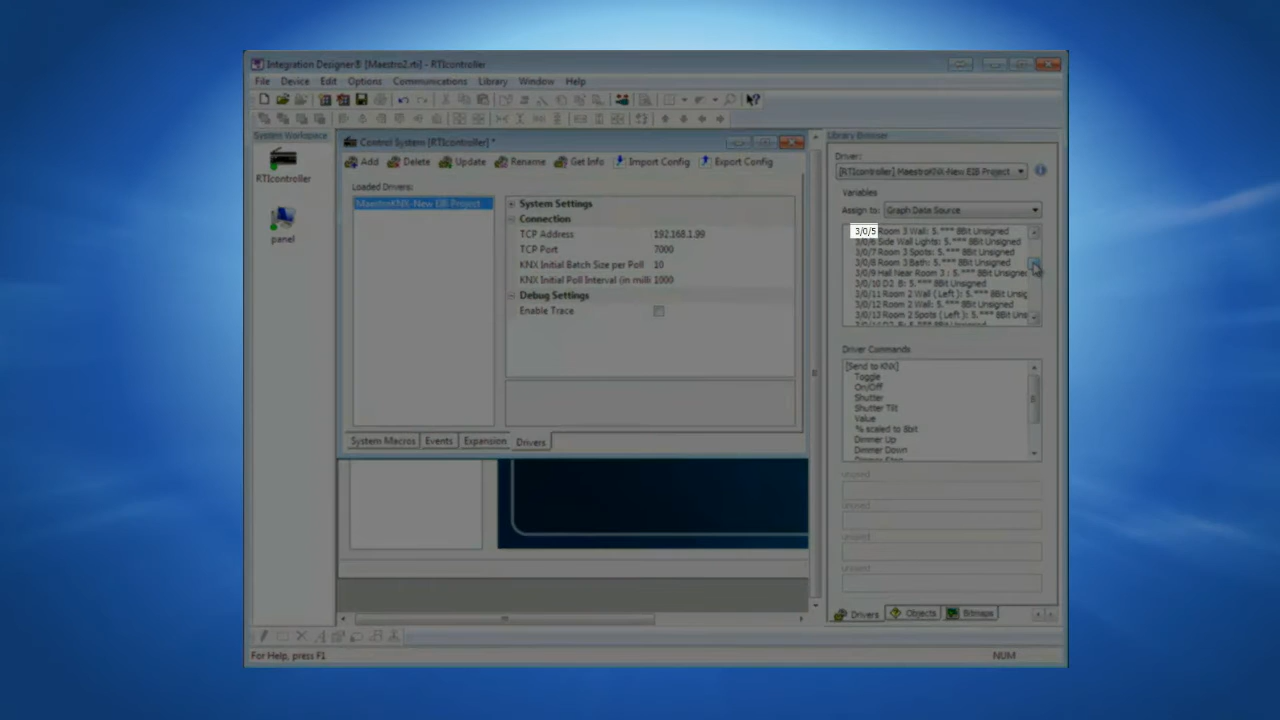 Integration Designer® [Maestro2.rti] - RTIcontroller
File Device Edit Options Communications Library Window Help
System Workspace
RTIcontroller
panel
Control System [RTIcontroller] *
Add Delete Update Rename Get Info Import Config Export Config
Loaded Drivers:
MaestroKNX-New EIB Project
System Settings
Connection
TCP Address 192.168.1.99
TCP Port 7000
KNX Initial Batch Size per Poll 10
KNX Initial Poll Interval (in milli 1000
Debug Settings
Enable Trace
System Macros Events Expansion Drivers
Library Browser
Driver:
[RTIcontroller] MaestroKNX-New EIB Project
Variables
Assign to: Graph Data Source
3/0/5 Room 3 Wall: 5.*** 8Bit Unsigned
3/0/6 Side Wall Lights: 5.*** 8Bit Unsigned
3/0/7 Room 3 Spots: 5.*** 8Bit Unsigned
3/0/8 Room 3 Bath: 5.*** 8Bit Unsigned
3/0/9 Hall Near Room 3 : 5.*** 8Bit Unsigned
3/0/10 D2 B: 5.*** 8Bit Unsigned
3/0/11 Room 2 Wall ( Left ): 5.*** 8Bit Unsig
3/0/12 Room 2 Wall: 5.*** 8Bit Unsigned
3/0/13 Room 2 Spots ( Left ): 5.*** 8Bit Uns
Driver Commands
[Send to KNX]
Toggle
On/Off
Shutter
Shutter Tilt
Value
% scaled to 8bit
Dimmer Up
Dimmer Down
Dimmer Stop
unused
unused
unused
unused
Drivers Objects Bitmaps
For Help, press F1
NUM